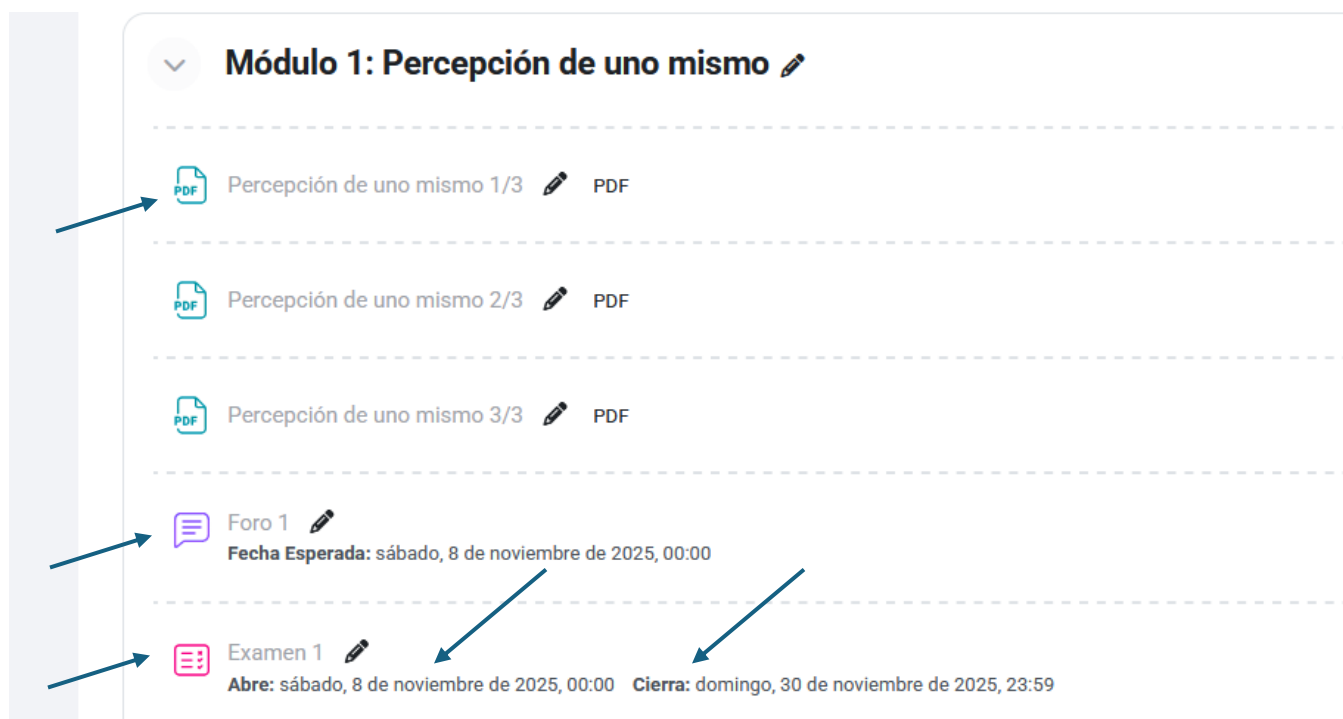 Módulo 1: Percepción de uno mismo
PDF Percepción de uno mismo 1/3 PDF
PDF Percepción de uno mismo 2/3 PDF
PDF Percepción de uno mismo 3/3 PDF
Foro 1
Fecha Esperada: sábado, 8 de noviembre de 2025, 00:00
Examen 1
Abre: sábado, 8 de noviembre de 2025, 00:00 Cierra: domingo, 30 de noviembre de 2025, 23:59